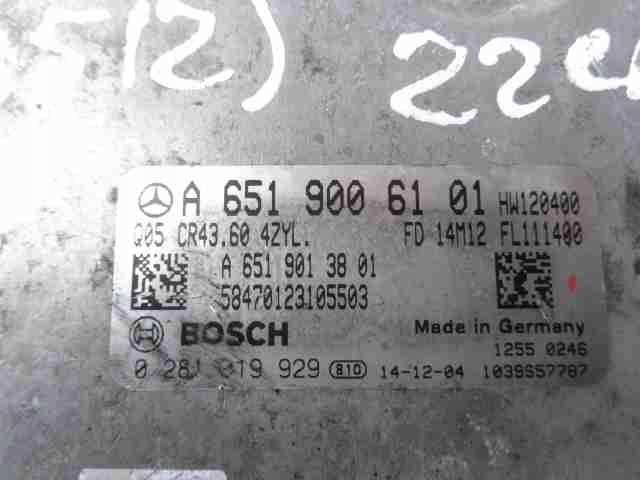 512) 22
A 651 900 61 01 HW120400
Q05 CR43.60 4ZYL. FD 14M12 FL111400
A 651 901 38 01
58470123105503
BOSCH Made in Germany
1255 0246
0 281 019 929 810 14-12-04 1039S57787